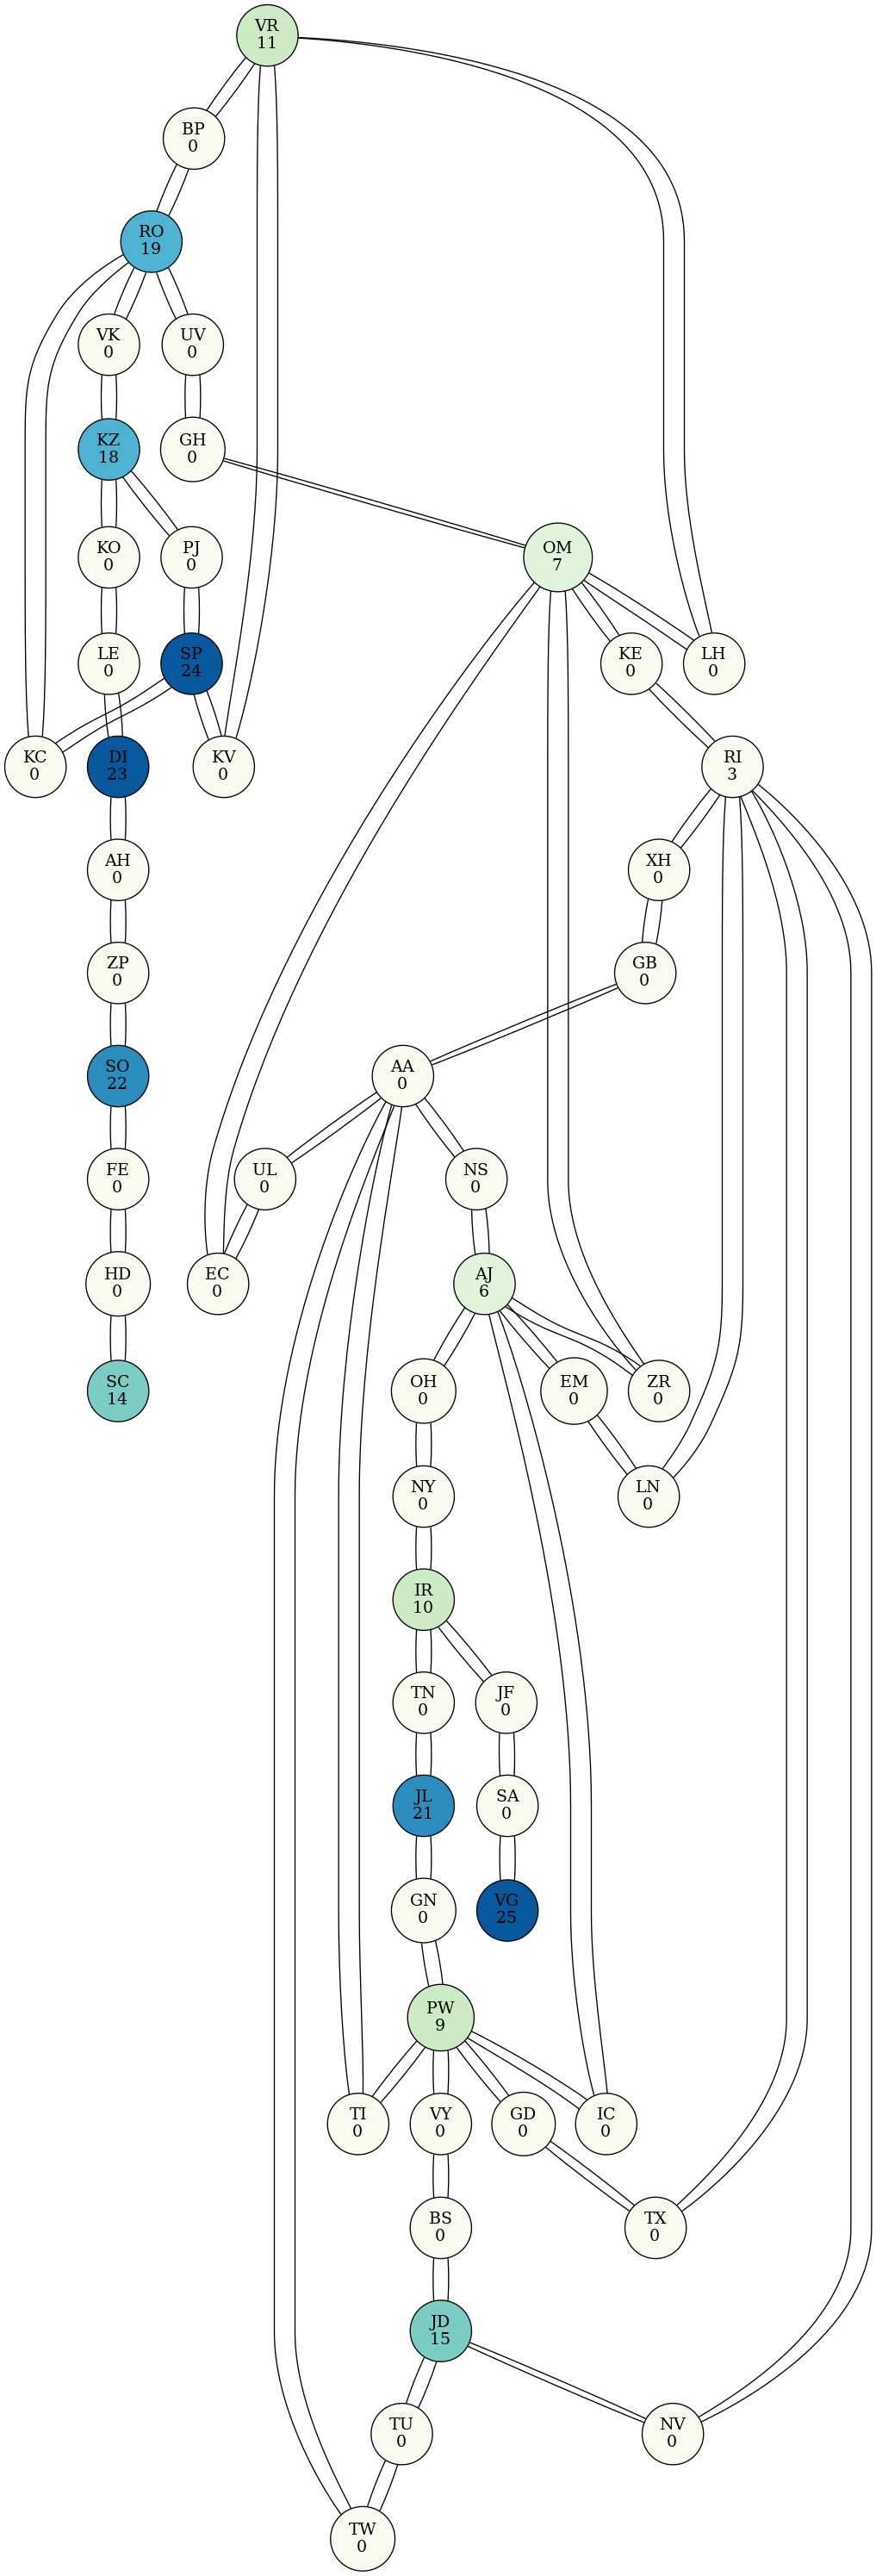 VR
11
BP
0
RO
19
VK
0
UV
0
KZ
18
GH
0
KO
0
PJ
0
OM
7
LE
0
SP
24
KE
0
LH
0
KC
0
DI
23
KV
0
RI
3
AH
0
XH
0
ZP
0
GB
0
SO
22
AA
0
FE
0
UL
0
NS
0
HD
0
EC
0
AJ
6
SC
14
OH
0
EM
0
ZR
0
NY
0
LN
0
IR
10
TN
0
JF
0
JL
21
SA
0
GN
0
VG
25
PW
9
TI
0
VY
0
GD
0
IC
0
BS
0
TX
0
JD
15
TU
0
NV
0
TW
0